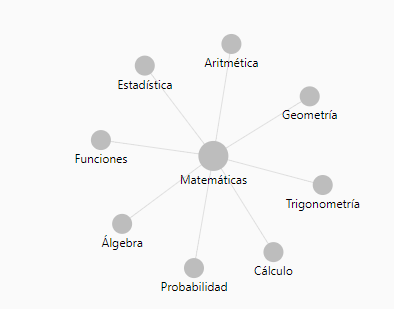 Aritmética
Estadística
Geometría
Funciones
Matemáticas
Trigonometría
Álgebra
Cálculo
Probabilidad